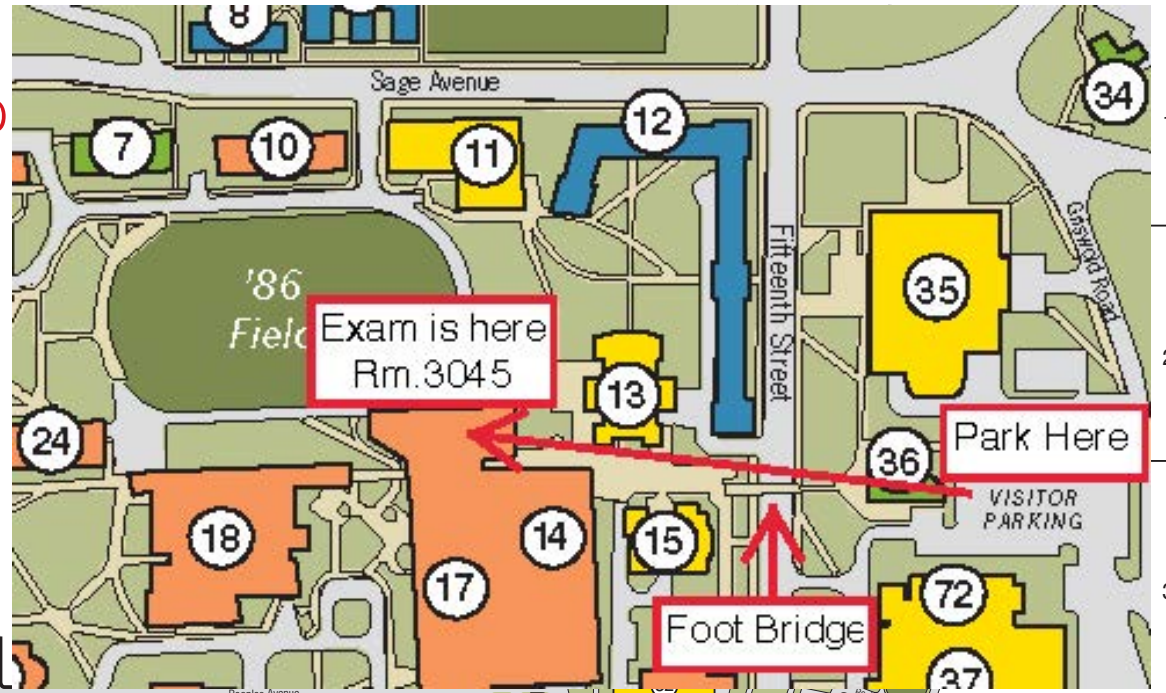 8
Sage Avenue
34
7
10
11
12
Fifteenth Street
Griswold Road
'86
Field
35
Exam is here
Rm.3045
13
24
Park Here
36
VISITOR
PARKING
18
14
15
17
72
Foot Bridge
37